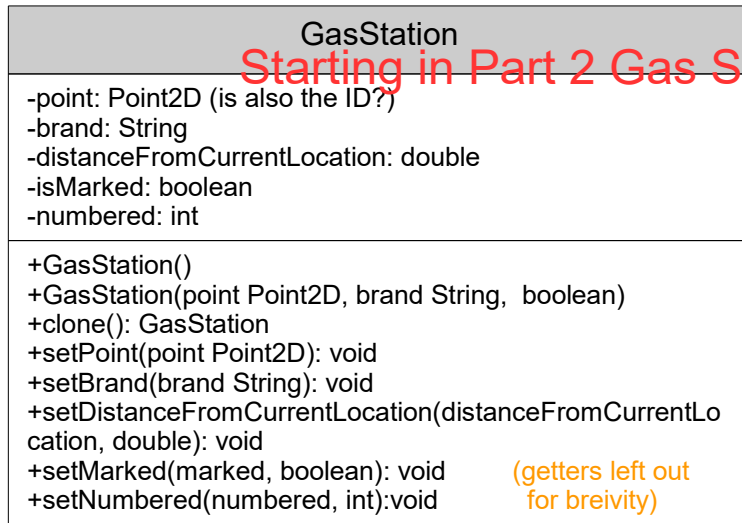 GasStation
Starting in Part 2 Gas S
-point: Point2D (is also the ID?)
-brand: String
-distanceFromCurrentLocation: double
-isMarked: boolean
-numbered: int
+GasStation()
+GasStation(point Point2D, brand String,  boolean)
+clone(): GasStation
+setPoint(point Point2D): void
+setBrand(brand String): void
+setDistanceFromCurrentLocation(distanceFromCurrentLo
cation, double): void
+setMarked(marked, boolean): void (getters left out
+setNumbered(numbered, int):void for breivity)